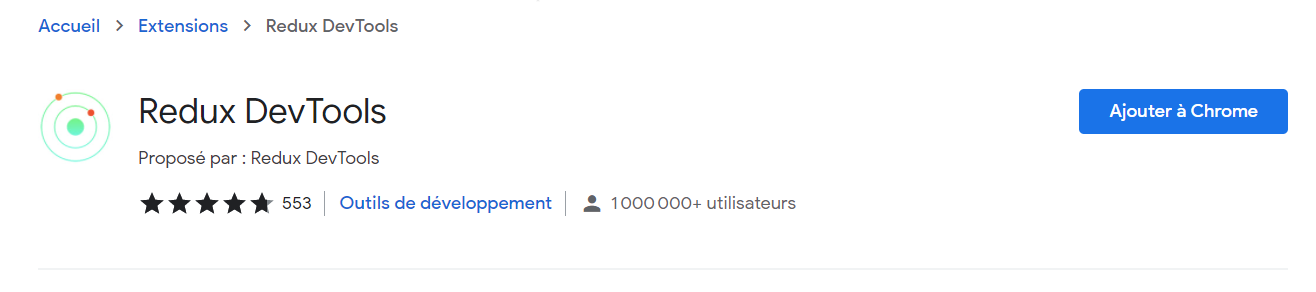 Accueil > Extensions > Redux DevTools
Redux DevTools
Ajouter à Chrome
Proposé par : Redux DevTools
553 Outils de développement 1 000 000+ utilisateurs